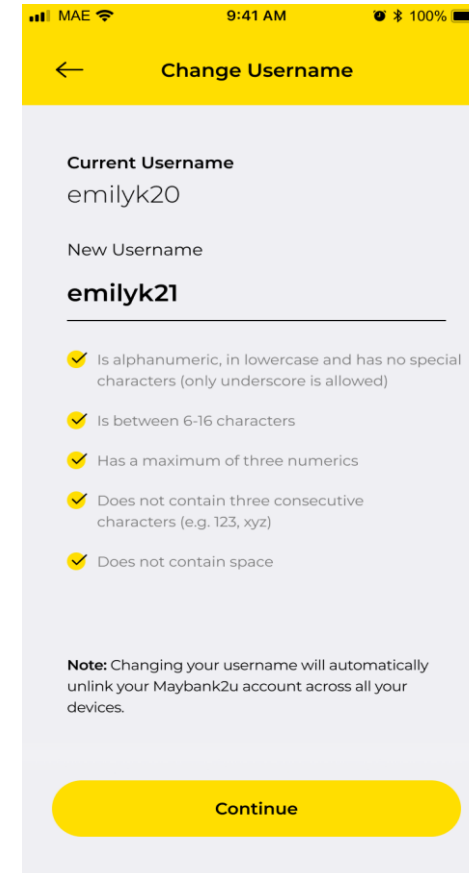 MAE 9:41 AM 100%
Change Username
Current Username
emilyk20
New Username
emilyk21
Is alphanumeric, in lowercase and has no special
characters (only underscore is allowed)
Is between 6-16 characters
Has a maximum of three numerics
Does not contain three consecutive
characters (e.g. 123, xyz)
Does not contain space
Note: Changing your username will automatically
unlink your Maybank2u account across all your
devices.
Continue